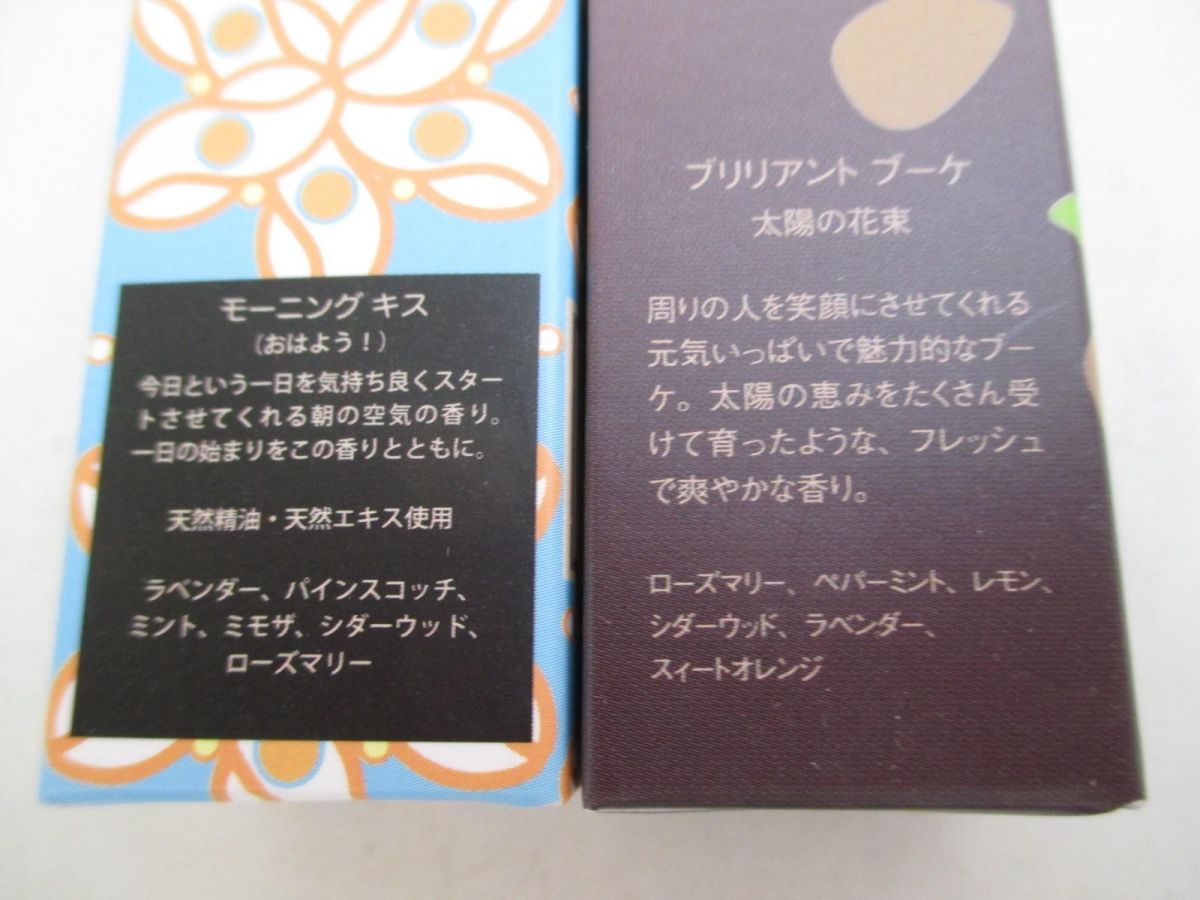 モーニング キス
（おはよう！）
今日という一日を気持ち良くスター
トさせてくれる朝の空気の香り。
一日の始まりをこの香りとともに。
天然精油・天然エキス使用
ラベンダー、パインスコッチ、
ミント、ミモザ、シダーウッド、
ローズマリー
ブリリアント ブーケ
太陽の花束
周りの人を笑顔にさせてくれる
元気いっぱいで魅力的なブー
ケ。太陽の恵みをたくさん受
けて育ったような、フレッシュ
で爽やかな香り。
ローズマリー、ペパーミント、レモン、
シダーウッド、ラベンダー、
スィートオレンジ